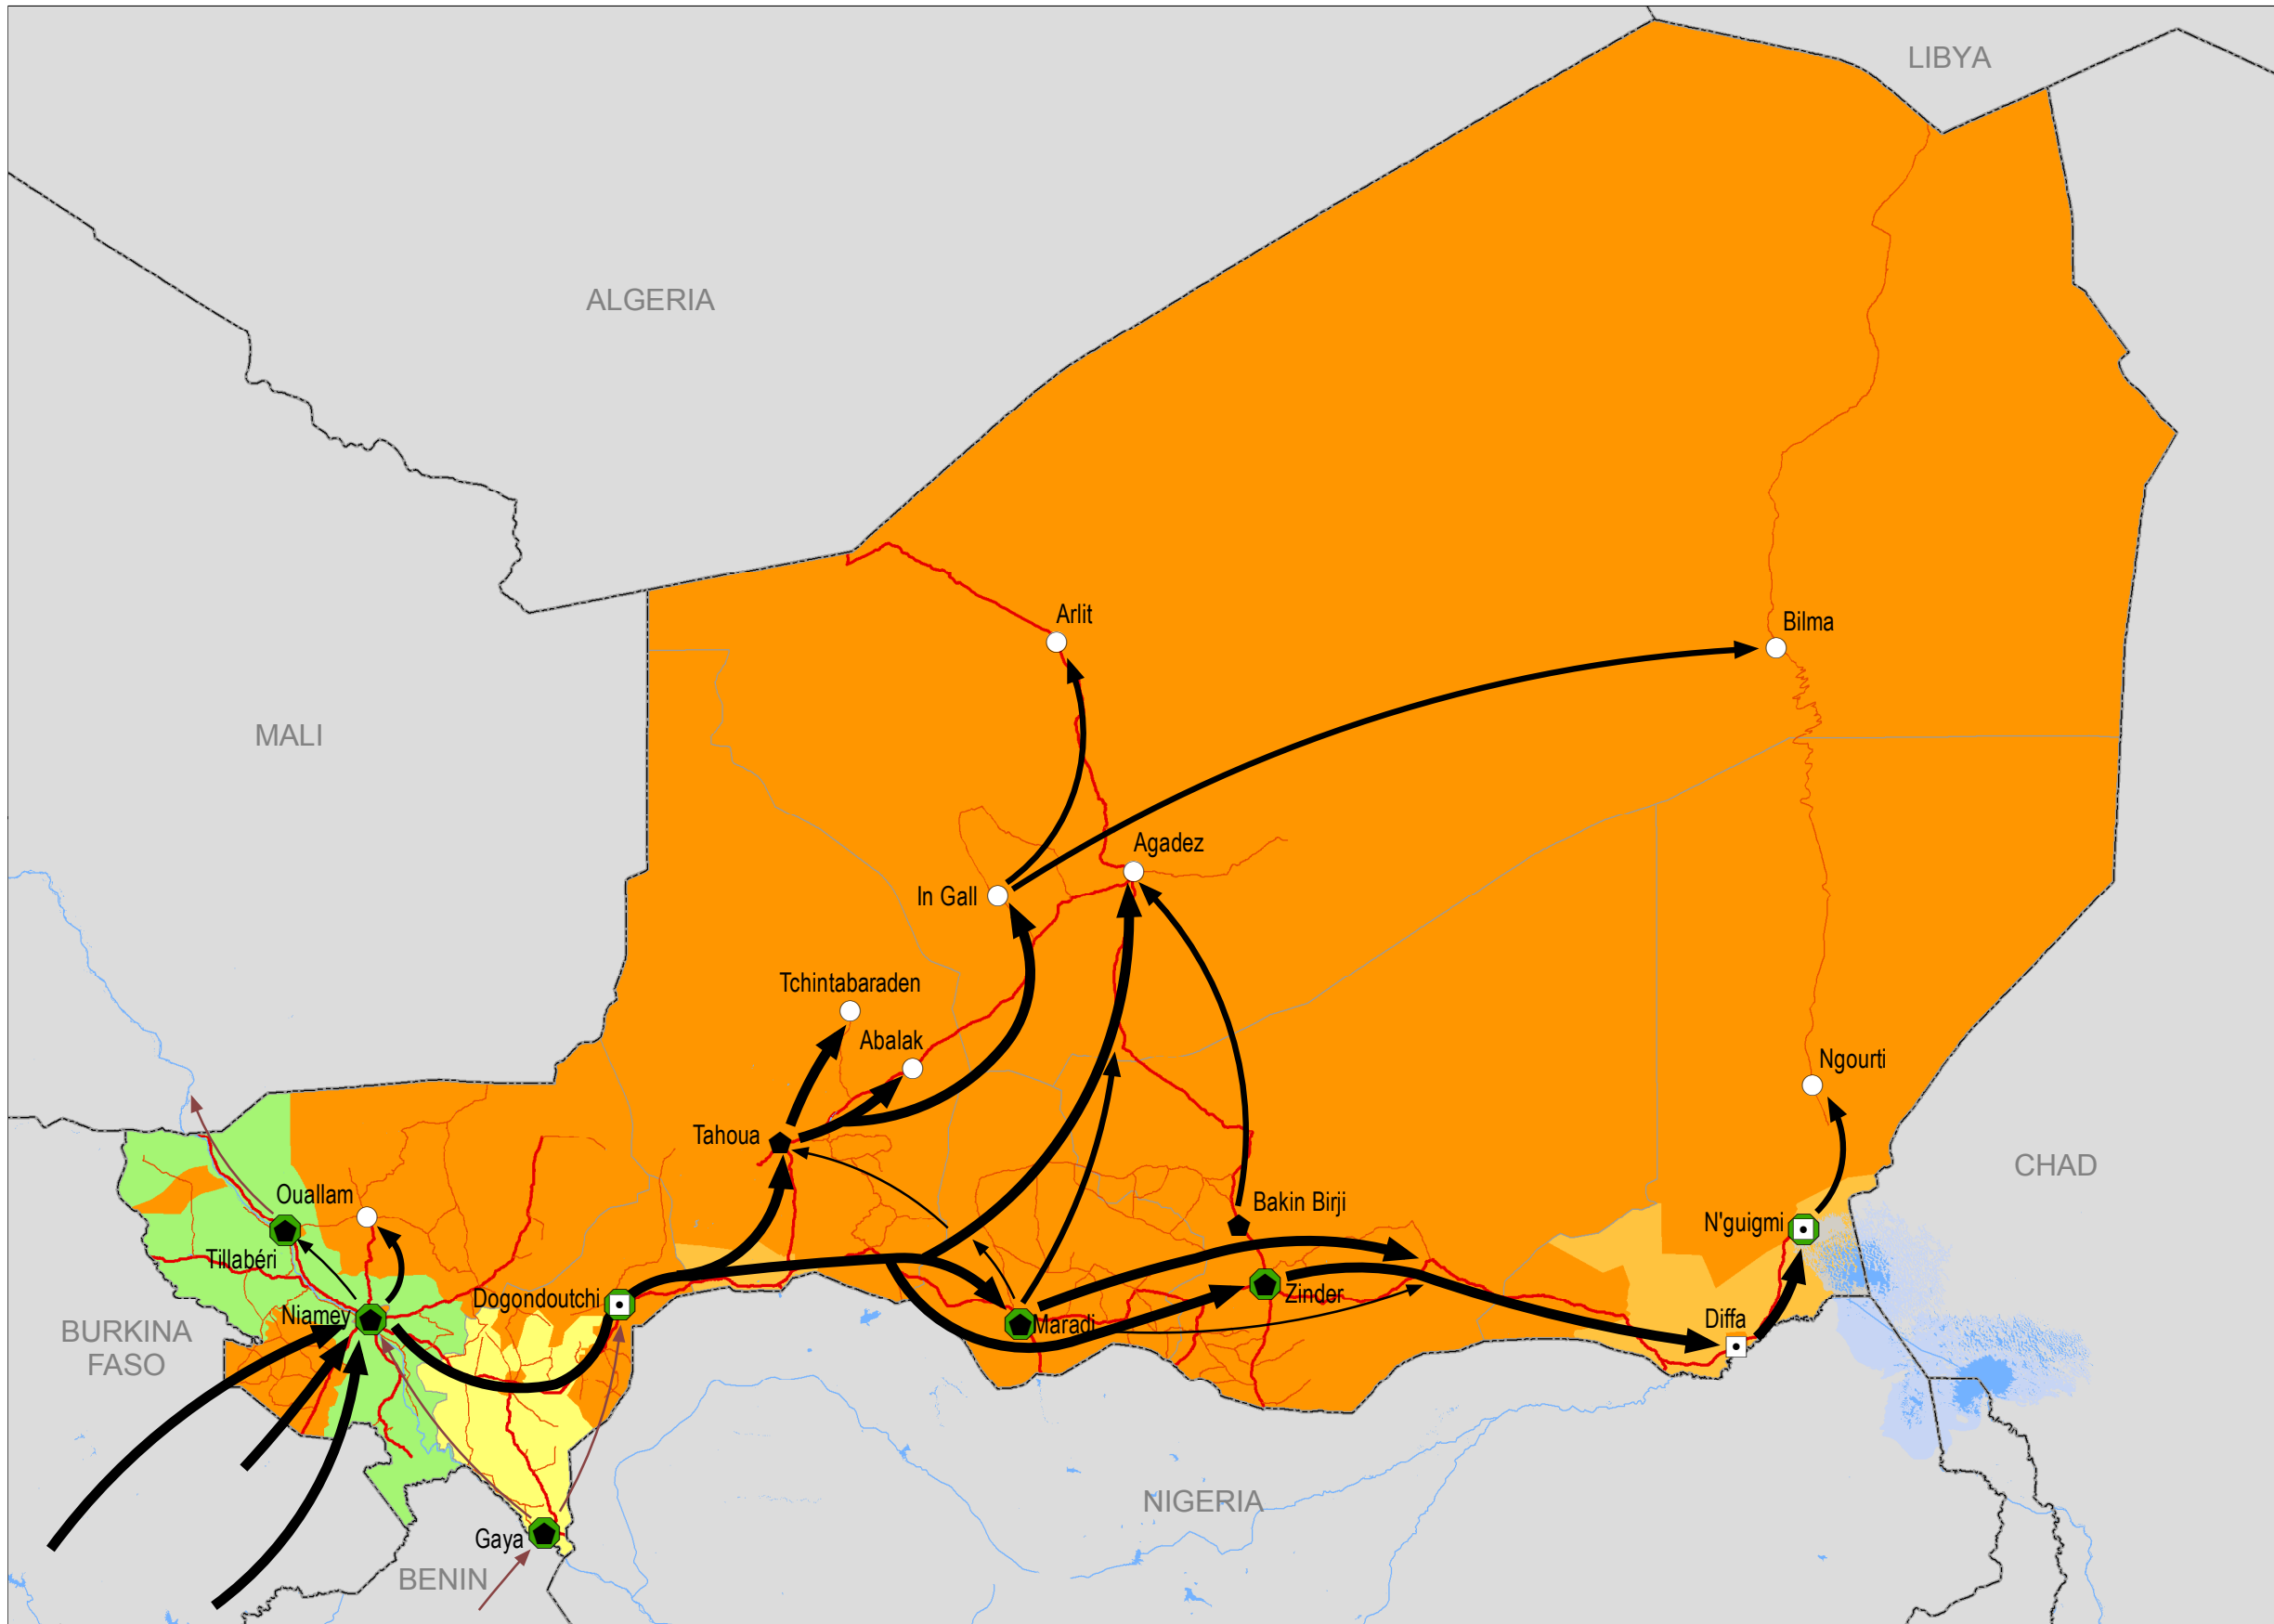 LIBYA
ALGERIA
Arlit
Bilma
MALI
Agadez
In Gall
Tchintabaraden
Abalak
Ngourti
Tahoua
CHAD
Ouallam
Bakin Birji
N'guigmi
Tillabéri
Dogondoutchi
Zinder
Niamey
Maradi
Diffa
BURKINA
FASO
NIGERIA
Gaya
BENIN